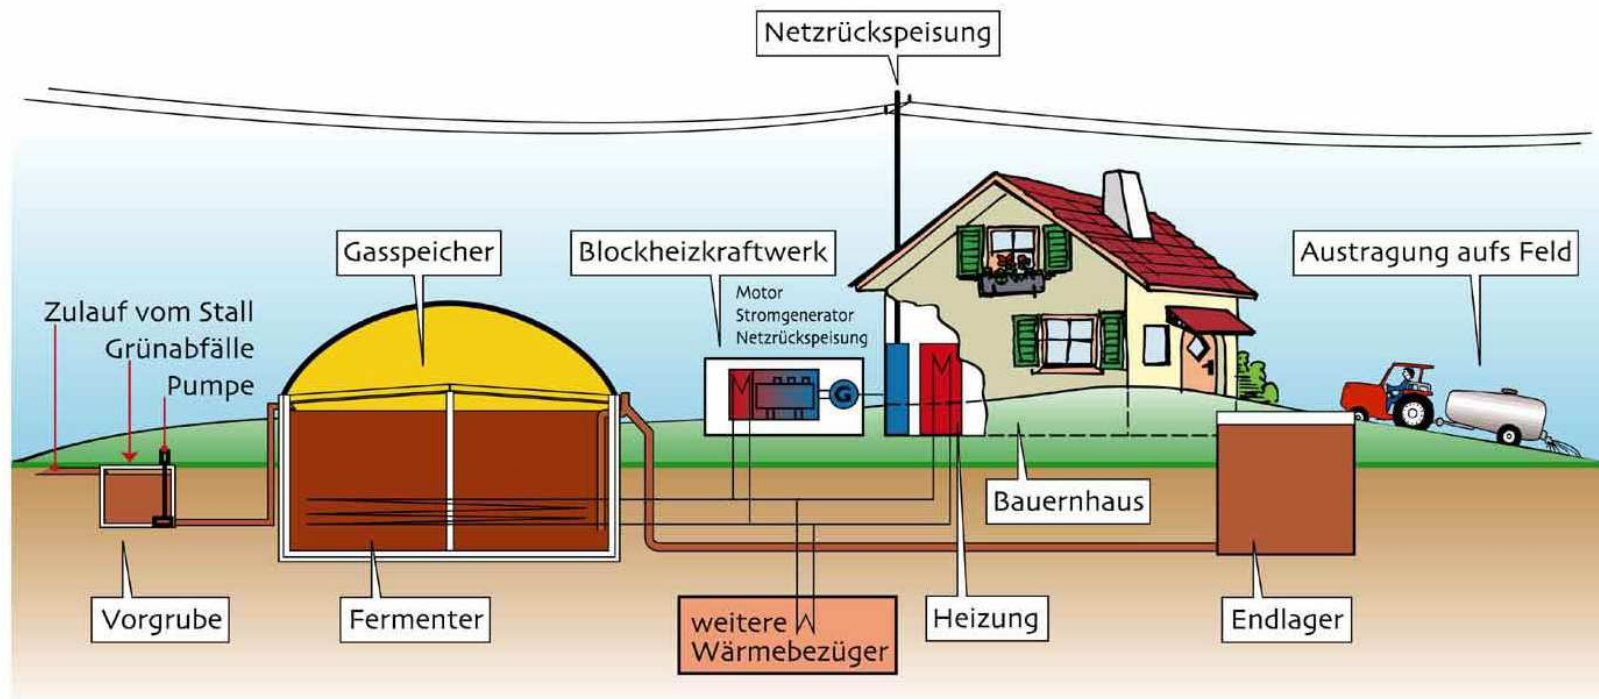 Netzrückspeisung
Gasspeicher
Blockheizkraftwerk
Motor
Stromgenerator
Netzrückspeisung
Austragung aufs Feld
Zulauf vom Stall
Grünabfälle
Pumpe
G
Bauernhaus
Vorgrube
Fermenter
weitere
Wärmebezüger
Heizung
Endlager